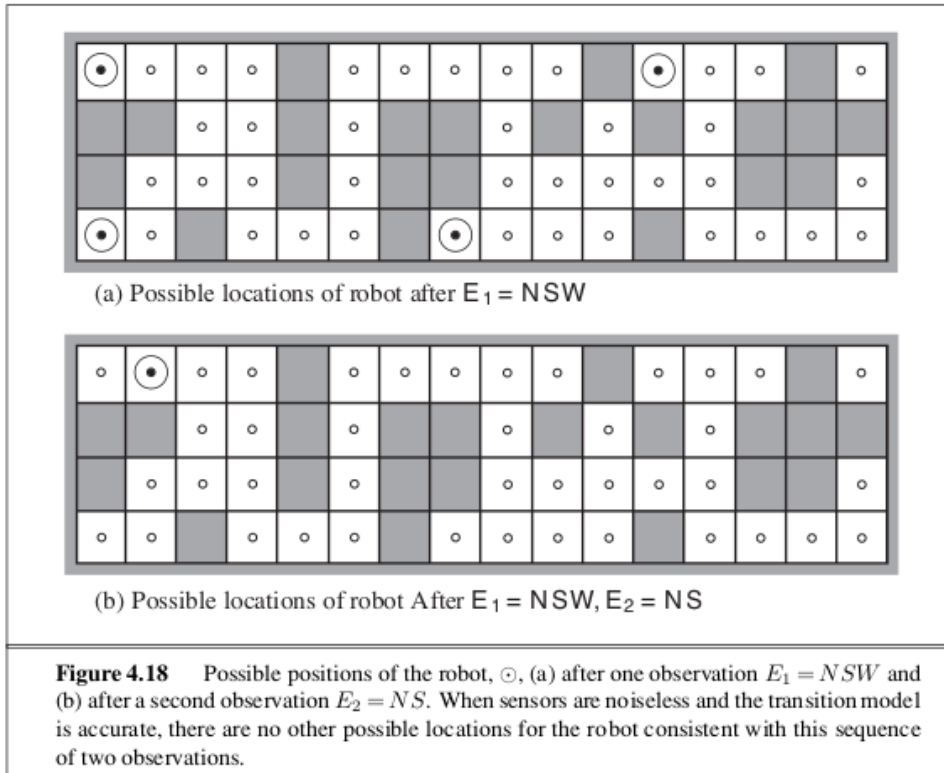 (a) Possible locations of robot after E₁ = NSW
(b) Possible locations of robot After E₁ = NSW, E₂ = NS
Figure 4.18 Possible positions of the robot, ⊙, (a) after one observation E₁ = NSW and
(b) after a second observation E₂ = NS. When sensors are noiseless and the transition model
is accurate, there are no other possible locations for the robot consistent with this sequence
of two observations.